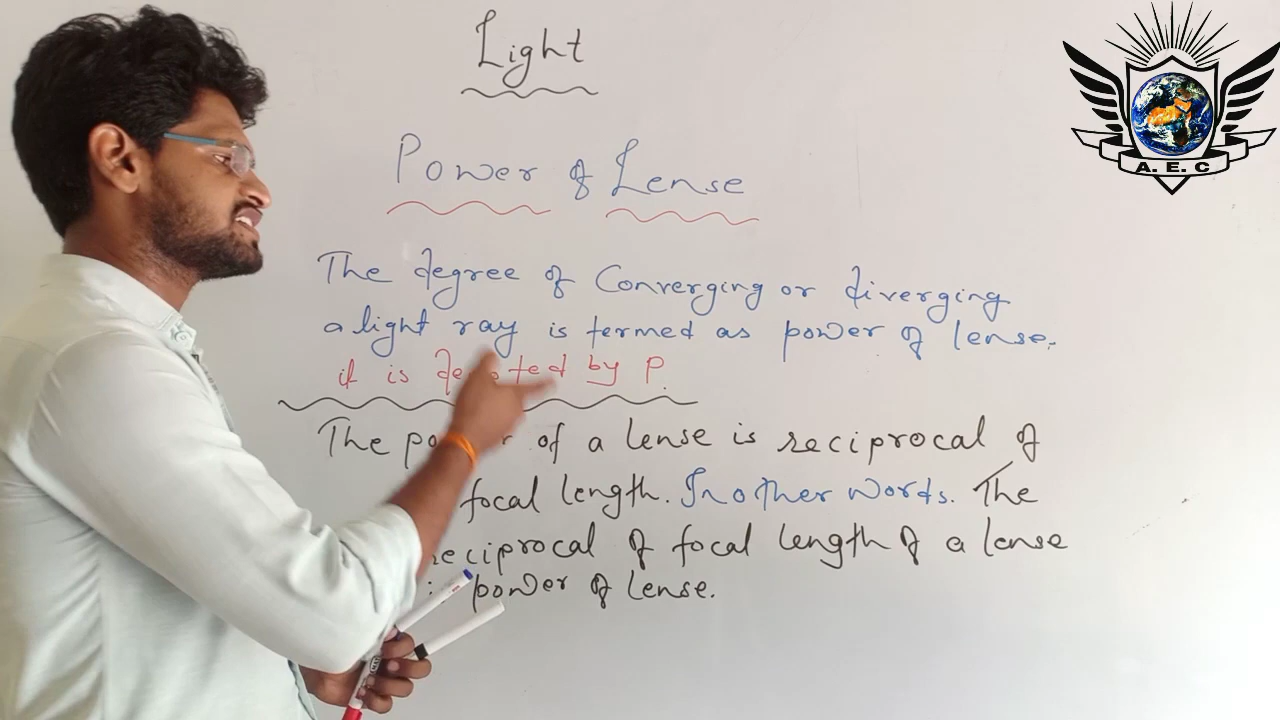 Light
Power of Lense
The degree of Converging or diverging
a light ray is termed as power of lense.
it is denoted by P.
The power of a lense is reciprocal of
focal length. In other words. The
reciprocal of focal length of a lense
power of lense.
A. E. C